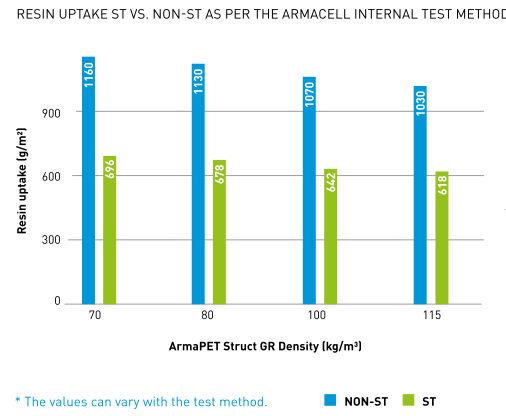 RESIN UPTAKE ST VS. NON-ST AS PER THE ARMACELL INTERNAL TEST METHOD
1160
1130
1070
1030
900
696
678
642
618
600
Resin uptake (g/m²)
300
0
70
80
100
115
ArmaPET Struct GR Density (kg/m³)
* The values can vary with the test method.
NON-ST
ST